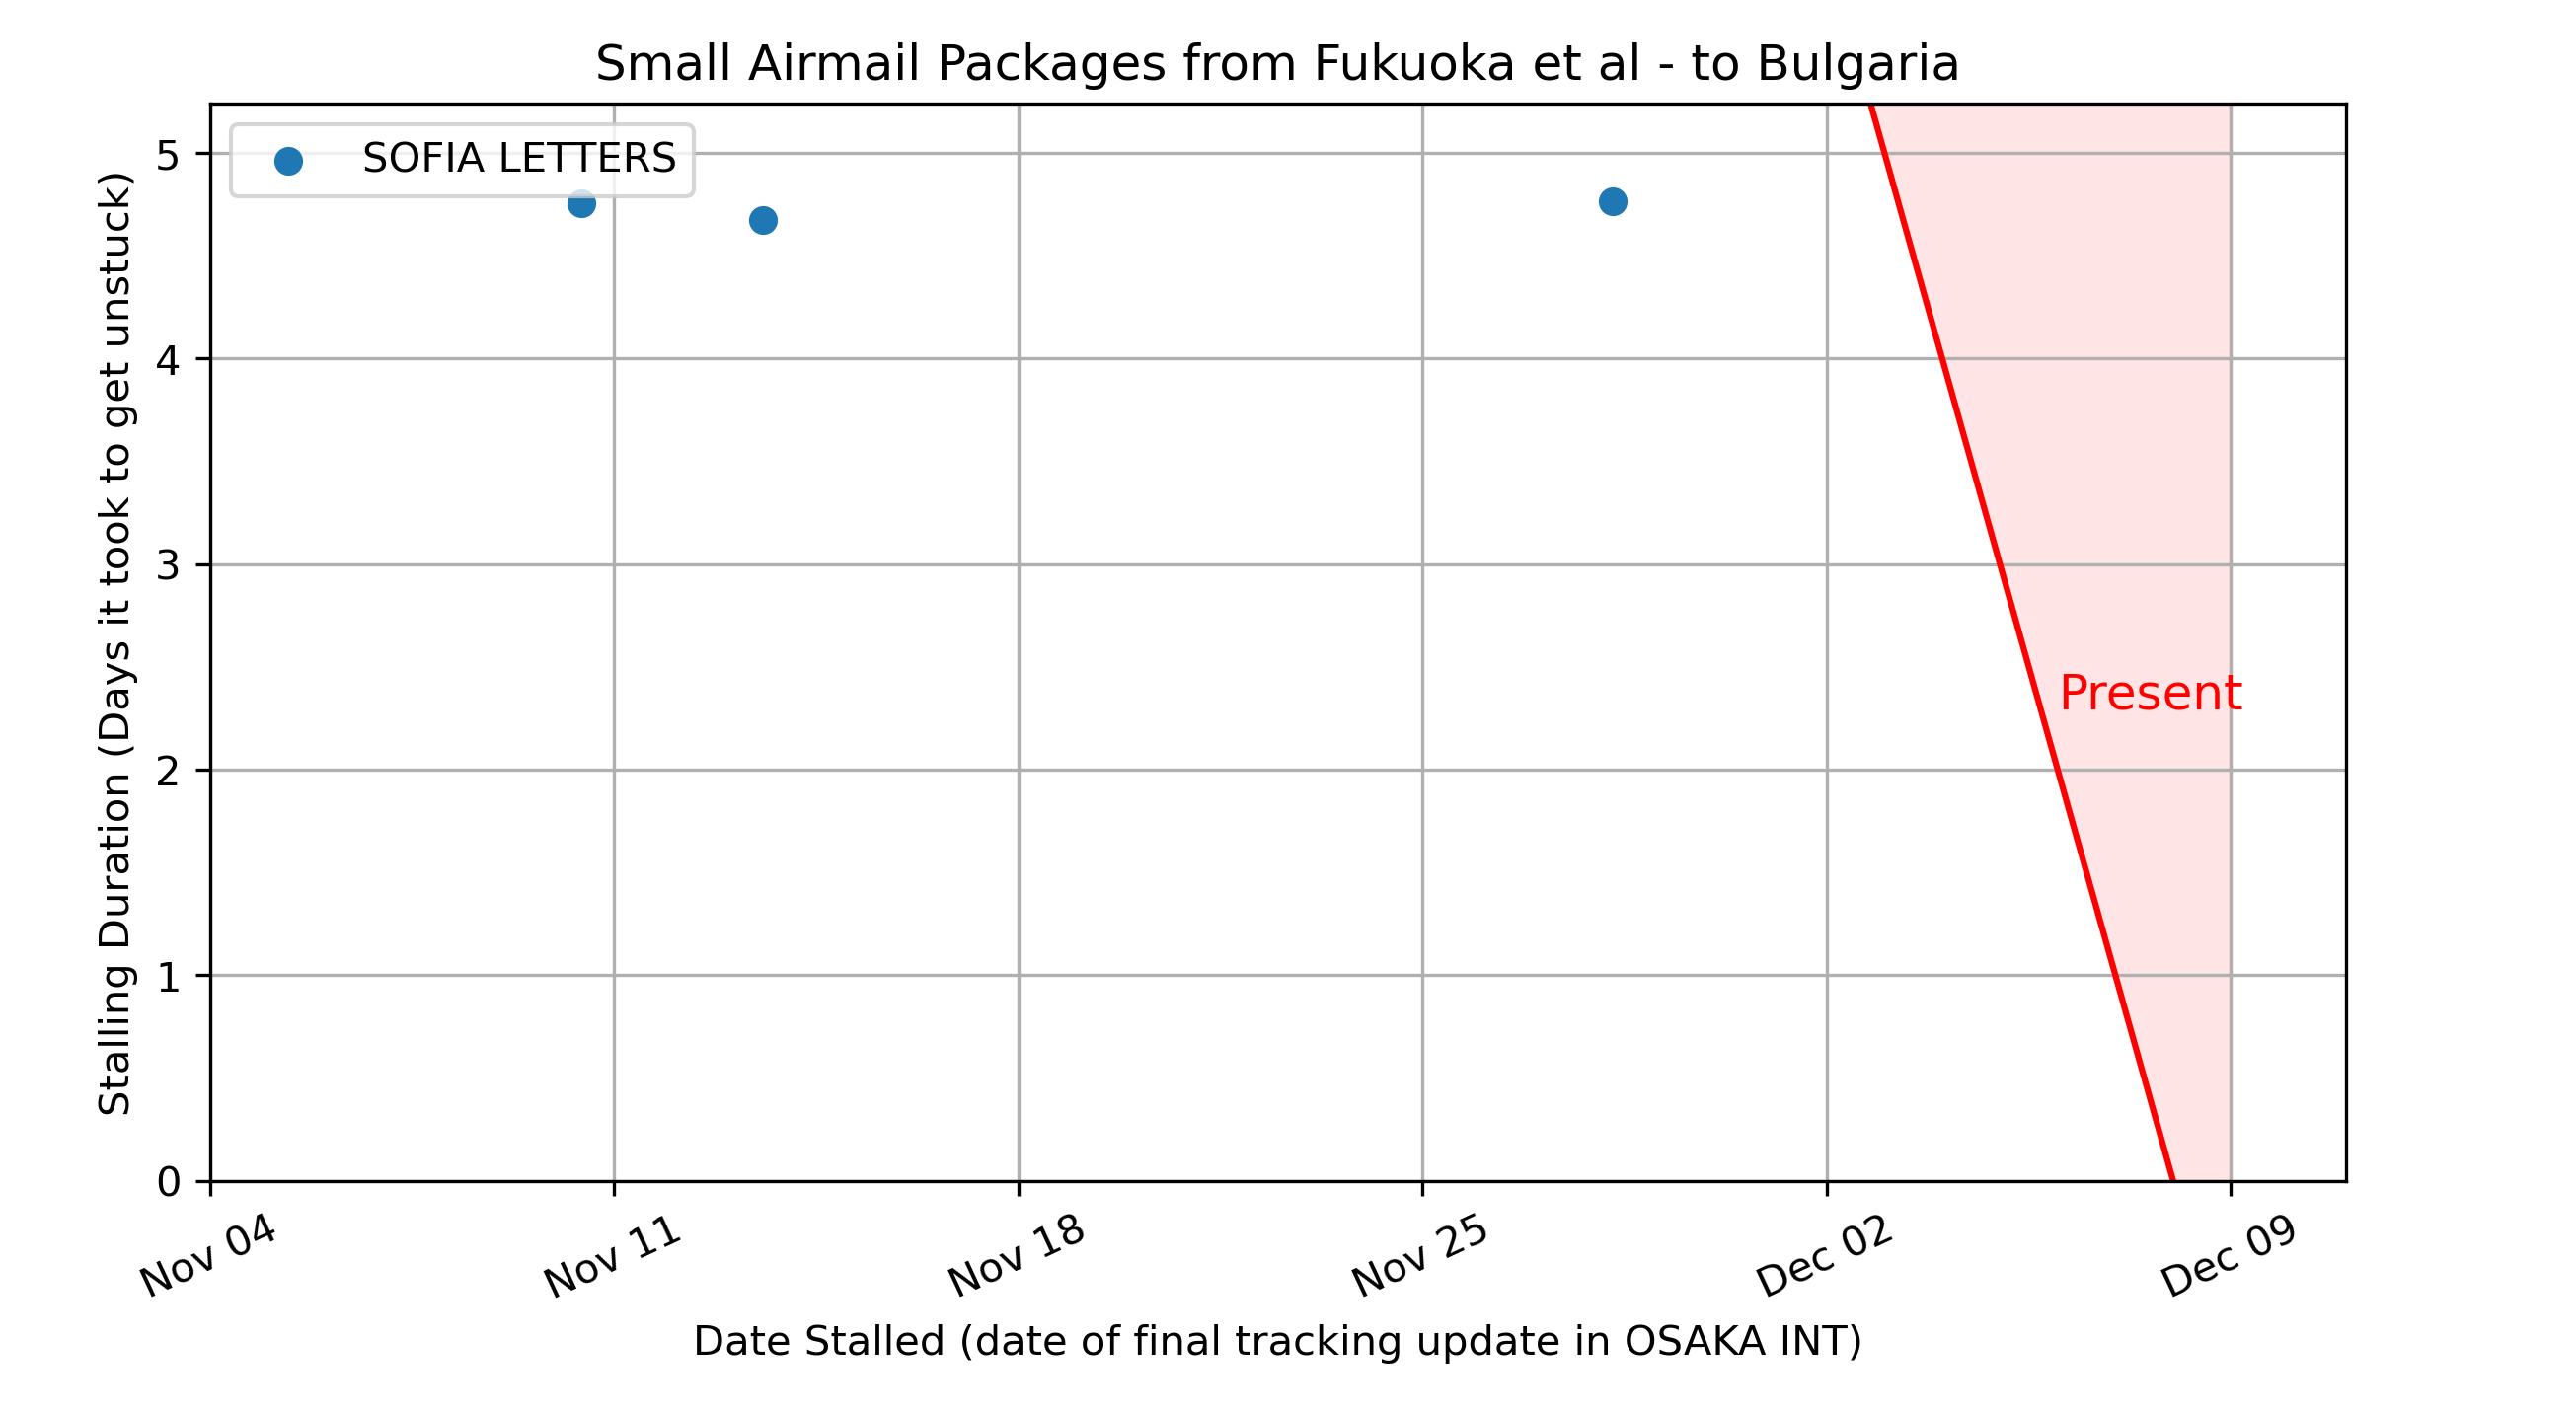 Small Airmail Packages from Fukuoka et al - to Bulgaria
SOFIA LETTERS
Stalling Duration (Days it took to get unstuck)
5
4
3
2
1
0
Present
Nov 04
Nov 11
Nov 18
Nov 25
Dec 02
Dec 09
Date Stalled (date of final tracking update in OSAKA INT)